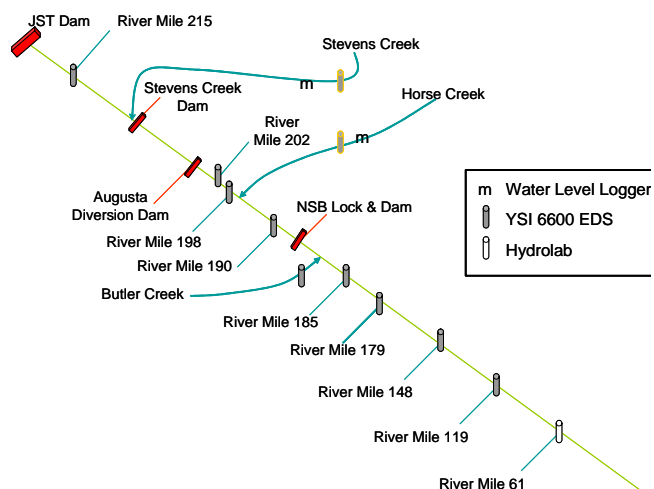 JST Dam
River Mile 215
Stevens Creek
m
Stevens Creek
Dam
Horse Creek
River
Mile 202
m
Augusta
Diversion Dam
NSB Lock & Dam
River Mile 198
River Mile 190
Butler Creek
River Mile 185
River Mile 179
River Mile 148
River Mile 119
River Mile 61
m Water Level Logger
YSI 6600 EDS
Hydrolab